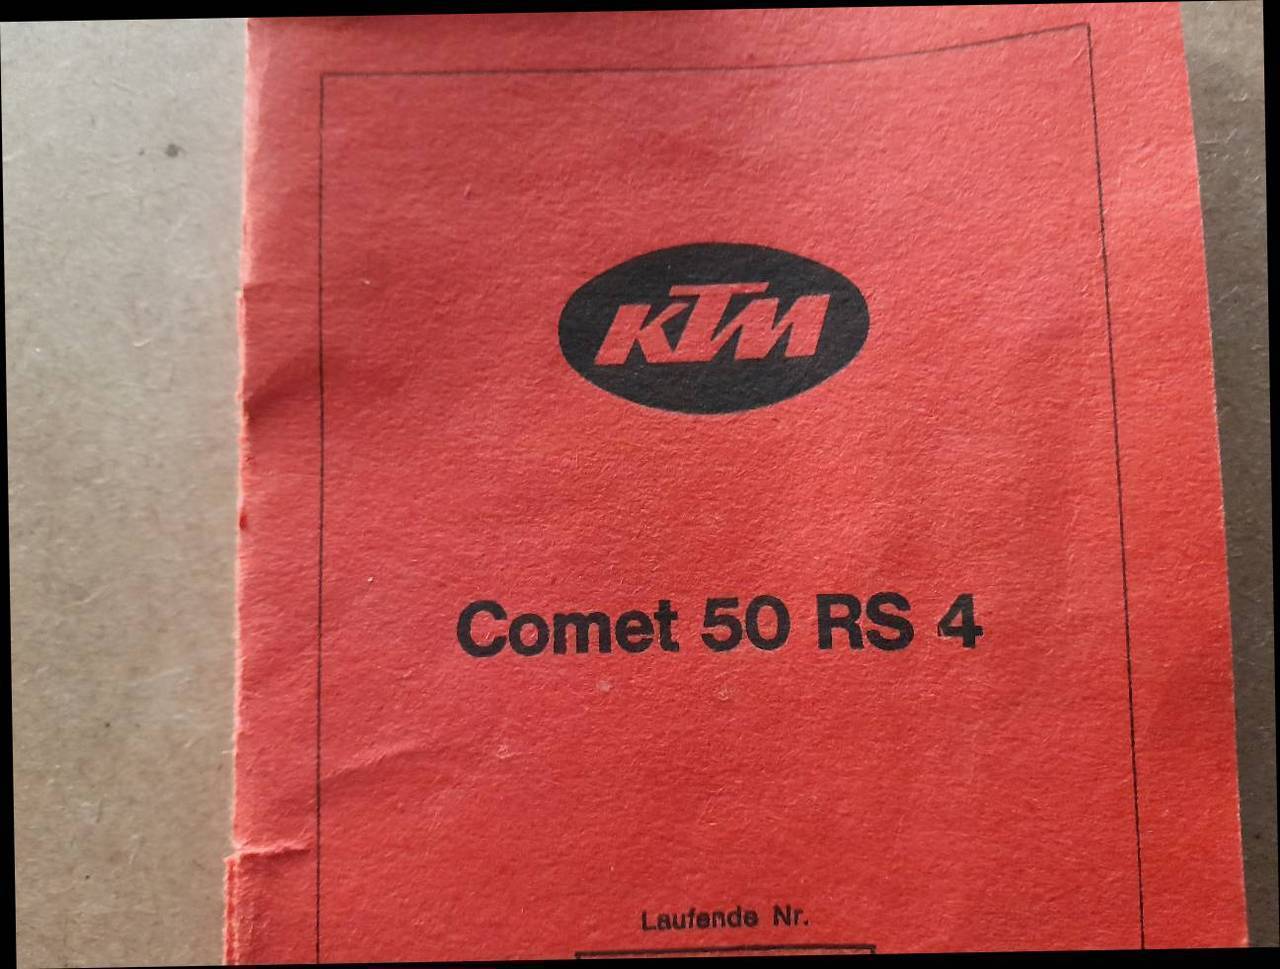 KTM
Comet 50 RS 4
Laufende Nr.